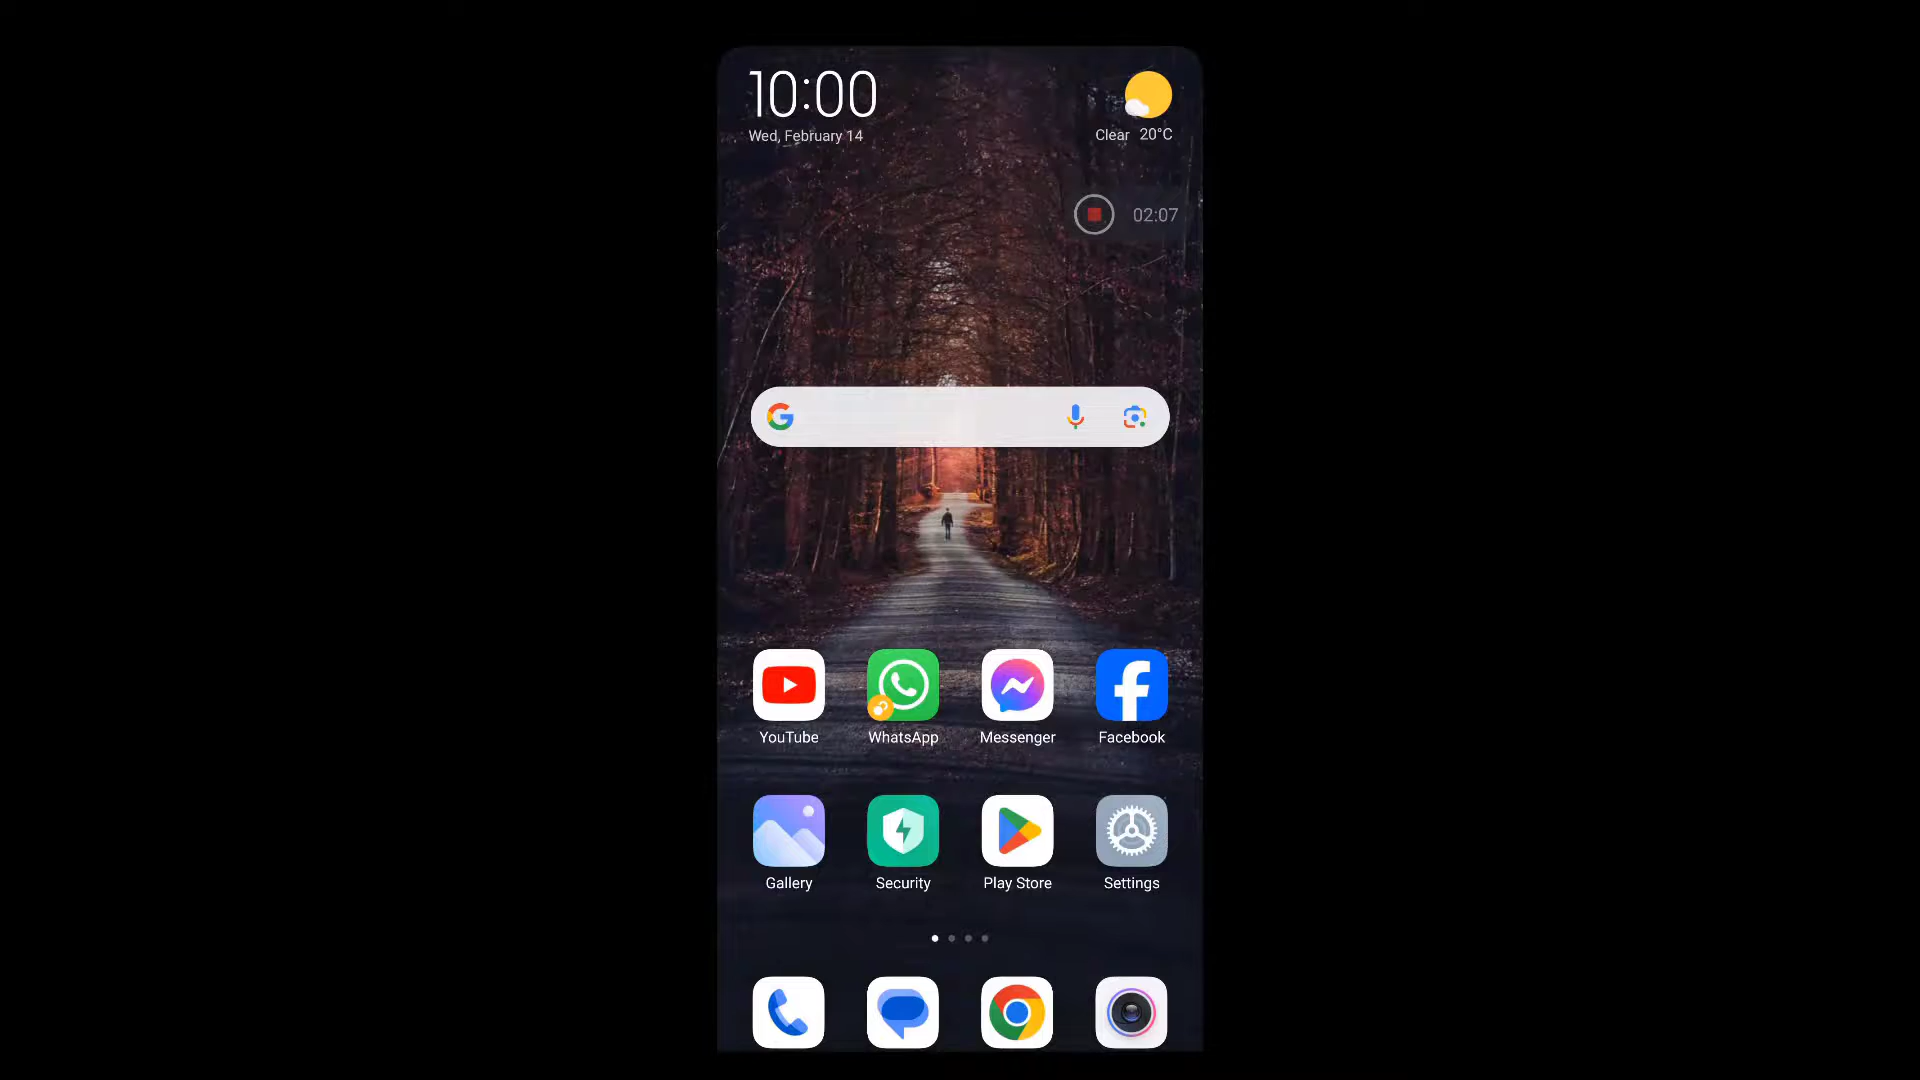 10:00
Wed, February 14
Clear 20°C
02:07
YouTube
WhatsApp
Messenger
Facebook
Gallery
Security
Play Store
Settings